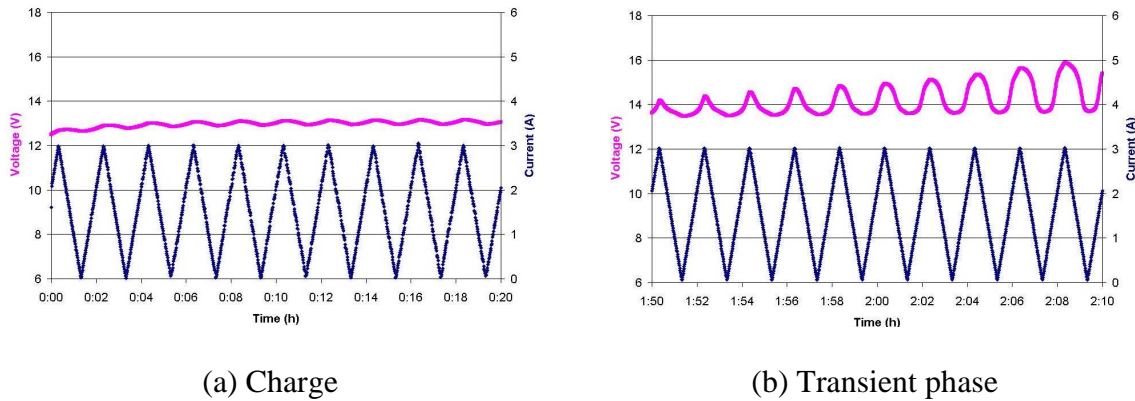 18
16
14
12
10
8
6
Voltage (V)
6
5
4
3
2
1
0
Current (A)
0:00 0:02 0:04 0:06 0:08 0:10 0:12 0:14 0:16 0:18 0:20
Time (h)
(a) Charge
18
16
14
12
10
8
6
Voltage (V)
6
5
4
3
2
1
0
Current (A)
1:50 1:52 1:54 1:56 1:58 2:00 2:02 2:04 2:06 2:08 2:10
Time (h)
(b) Transient phase